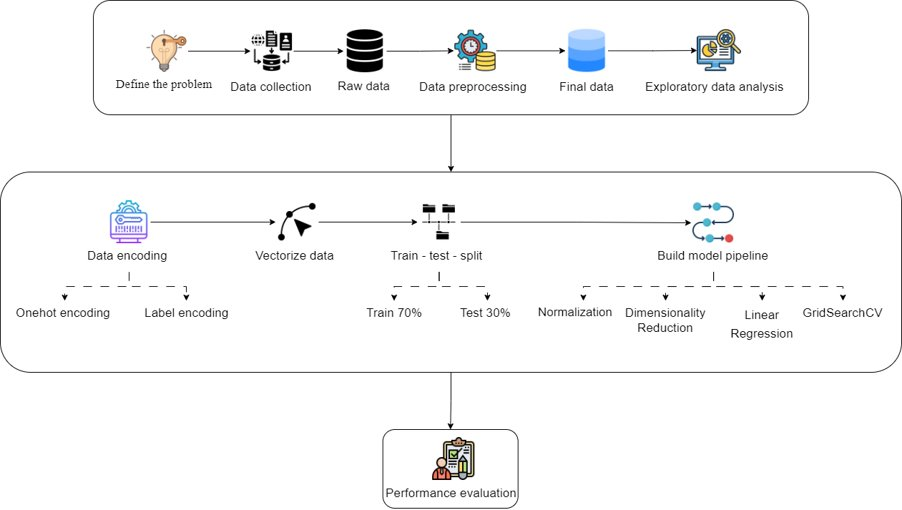 Define the problem
Data collection
Raw data
Data preprocessing
Final data
Exploratory data analysis
Data encoding
Vectorize data
Train - test - split
Build model pipeline
Onehot encoding
Label encoding
Train 70%
Test 30%
Normalization
Dimensionality
Reduction
Linear
Regression
GridSearchCV
Performance evaluation